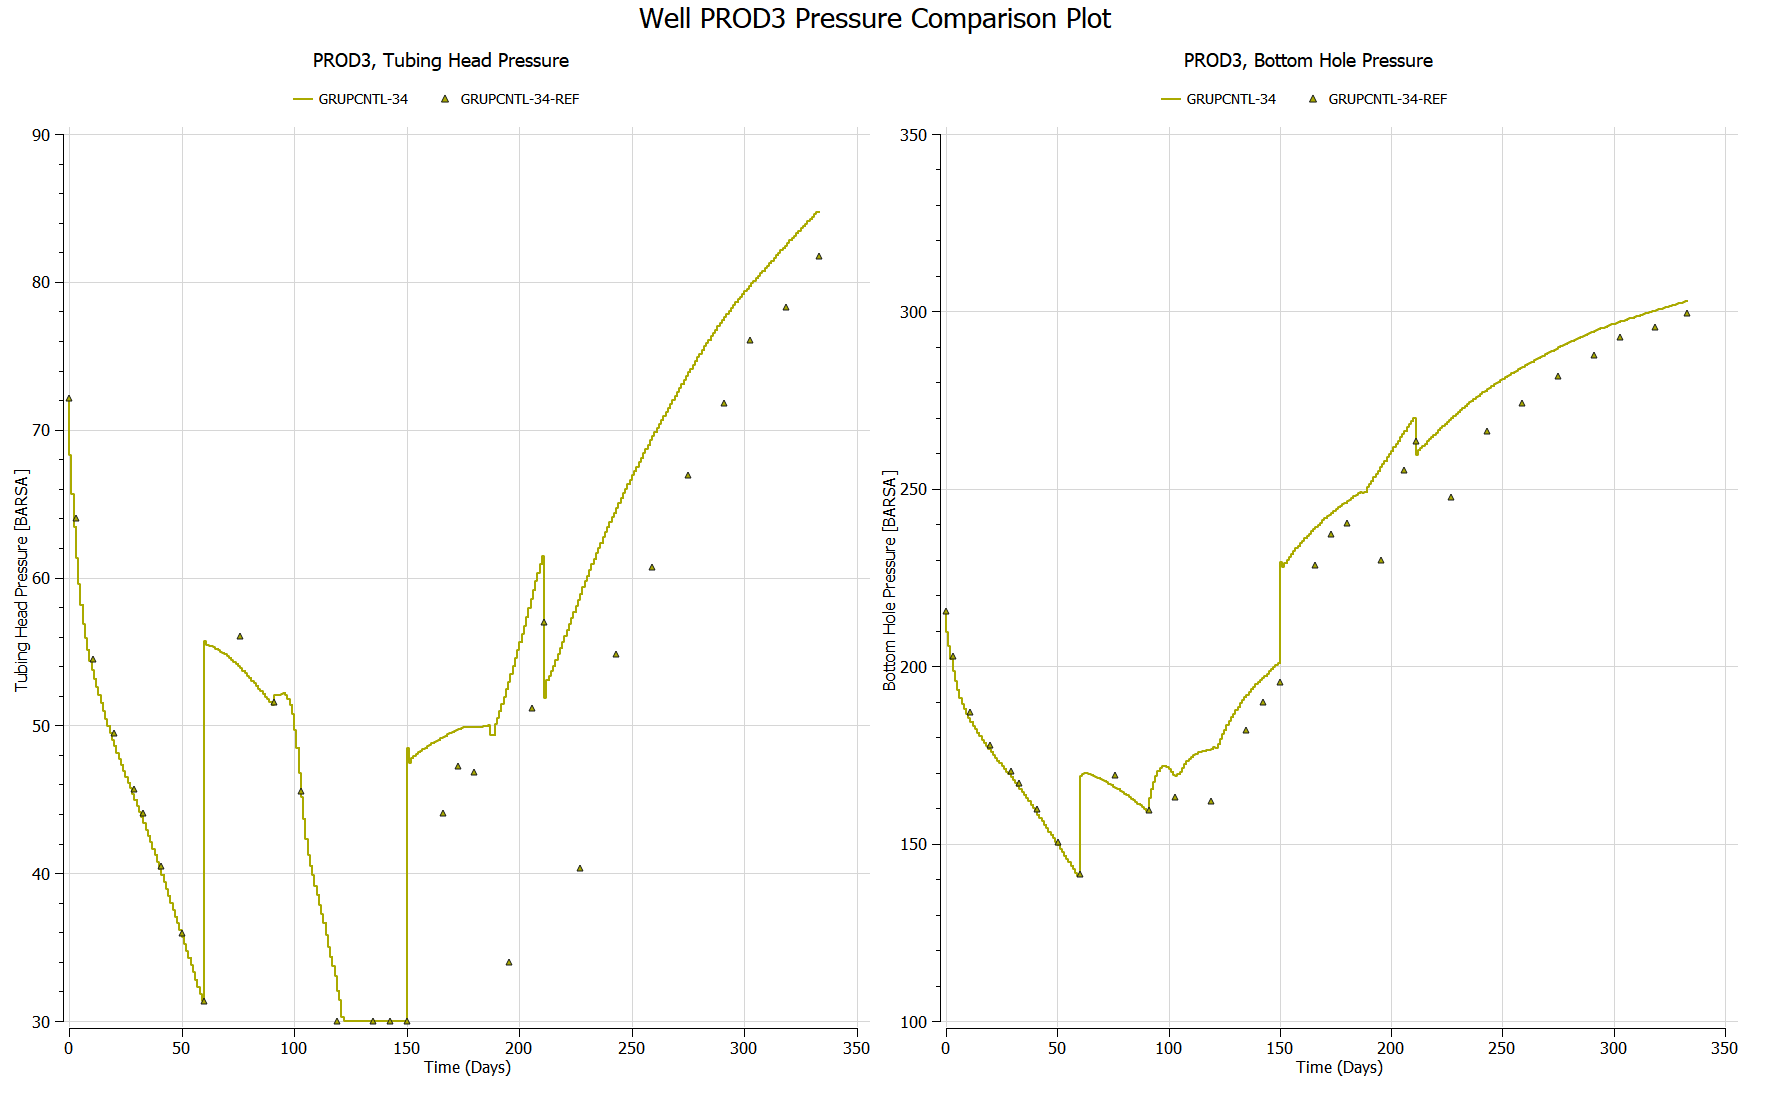 Well PROD3 Pressure Comparison Plot
PROD3, Tubing Head Pressure
GRUPCNTL-34 GRUPCNTL-34-REF
90
80
70
60
50
40
30
Tubing Head Pressure [BARSA]
0 50 100 150 200 250 300 350
Time (Days)
PROD3, Bottom Hole Pressure
GRUPCNTL-34 GRUPCNTL-34-REF
350
300
250
200
150
100
Bottom Hole Pressure [BARSA]
0 50 100 150 200 250 300 350
Time (Days)